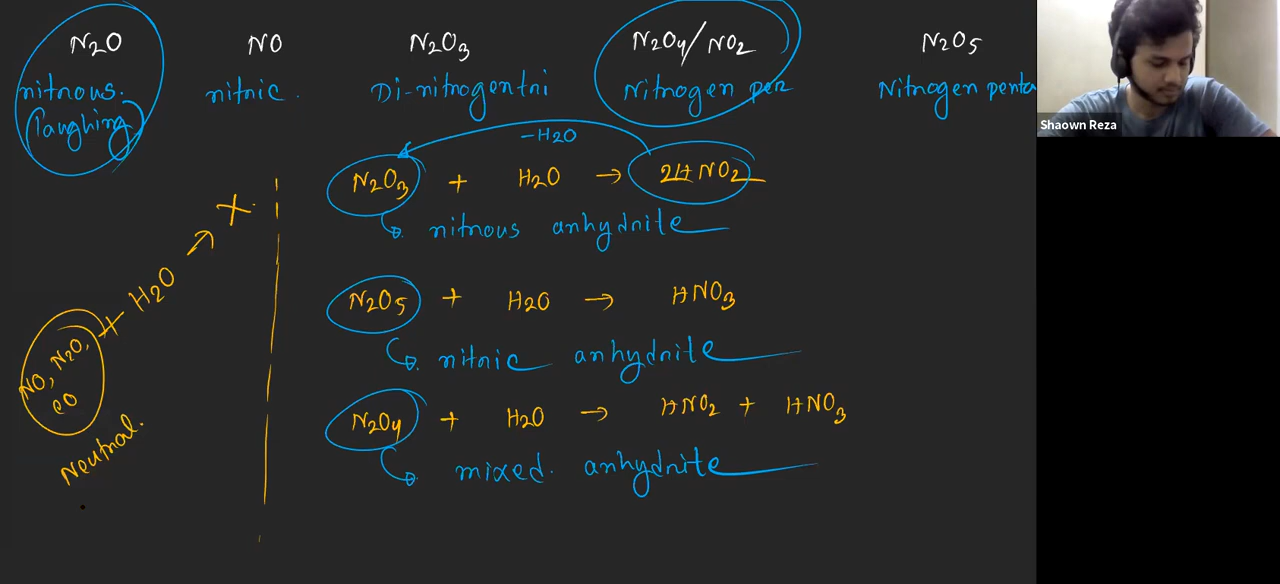 N2O NO N2O3 N2O4/NO2 N2O5
nitrous. nitric. Di-nitrogentri Nitrogen per Nitrogen penta
(laughing)
Shaown Reza
-H2O
N2O3 + H2O → 2HNO2
nitrous anhydrite
N2O5 + H2O → HNO3
nitric anhydrite
N2O4 + H2O → HNO2 + HNO3
mixed. anhydrite
NO, N2O, + H2O → X
CO
Neutral.